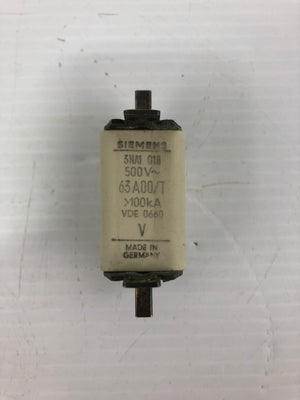 SIEMENS
3NA1 018
500V~
63A00/T
>100kA
VDE 0660
V
MADE IN
GERMANY